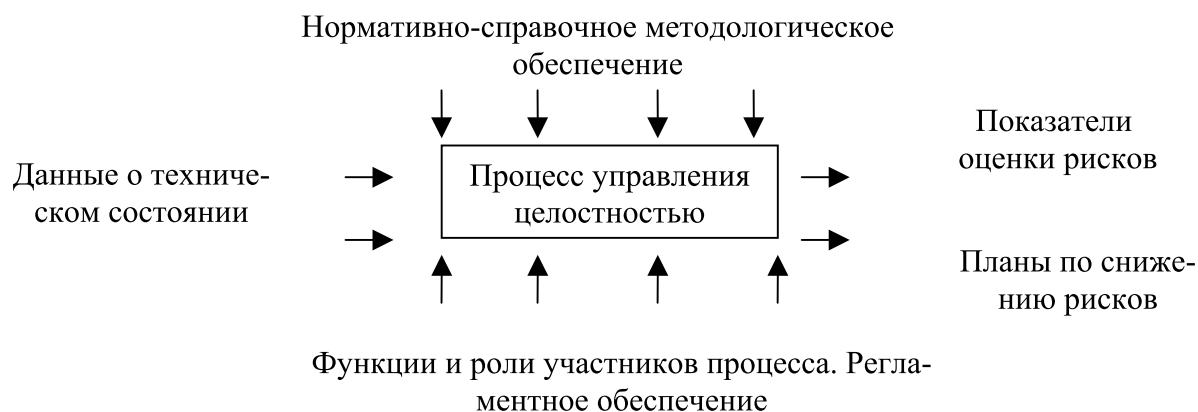 Нормативно-справочное методологическое
обеспечение
Данные о техниче-
ском состоянии
Процесс управления
целостностью
Показатели
оценки рисков
Планы по сниже-
нию рисков
Функции и роли участников процесса. Регла-
ментное обеспечение